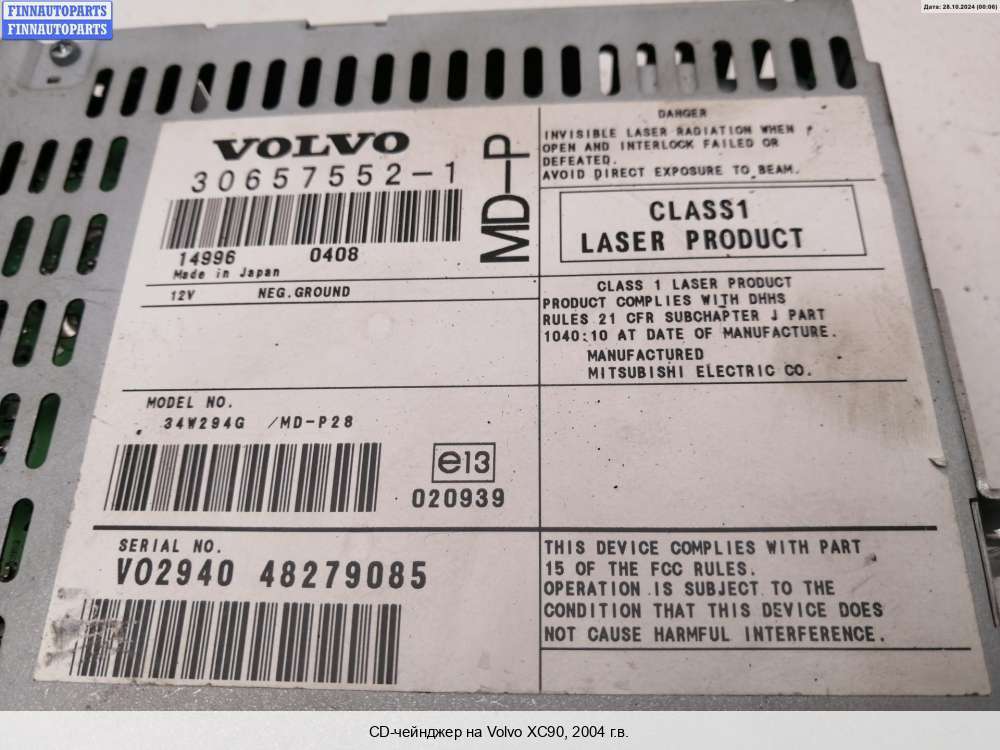 FINNAUTOPARTS
FINNAUTOPARTS
Дата: 28.10.2024 (00:06)
VOLVO
30657552-1
14996 0408
Made in Japan
MD-P
12V NEG.GROUND
DANGER
INVISIBLE LASER RADIATION WHEN
OPEN AND INTERLOCK FAILED OR
DEFEATED.
AVOID DIRECT EXPOSURE TO BEAM.
CLASS1
LASER PRODUCT
CLASS 1 LASER PRODUCT
PRODUCT COMPLIES WITH DHHS
RULES 21 CFR SUBCHAPTER J PART
1040:10 AT DATE OF MANUFACTURE.
MANUFACTURED
MITSUBISHI ELECTRIC CO.
MODEL NO.
34W294G /MD-P28
e13
020939
SERIAL NO.
VO2940 48279085
THIS DEVICE COMPLIES WITH PART
15 OF THE FCC RULES.
OPERATION IS SUBJECT TO THE
CONDITION THAT THIS DEVICE DOES
NOT CAUSE HARMFUL INTERFERENCE.
CD-чейнджер на Volvo XC90, 2004 г.в.